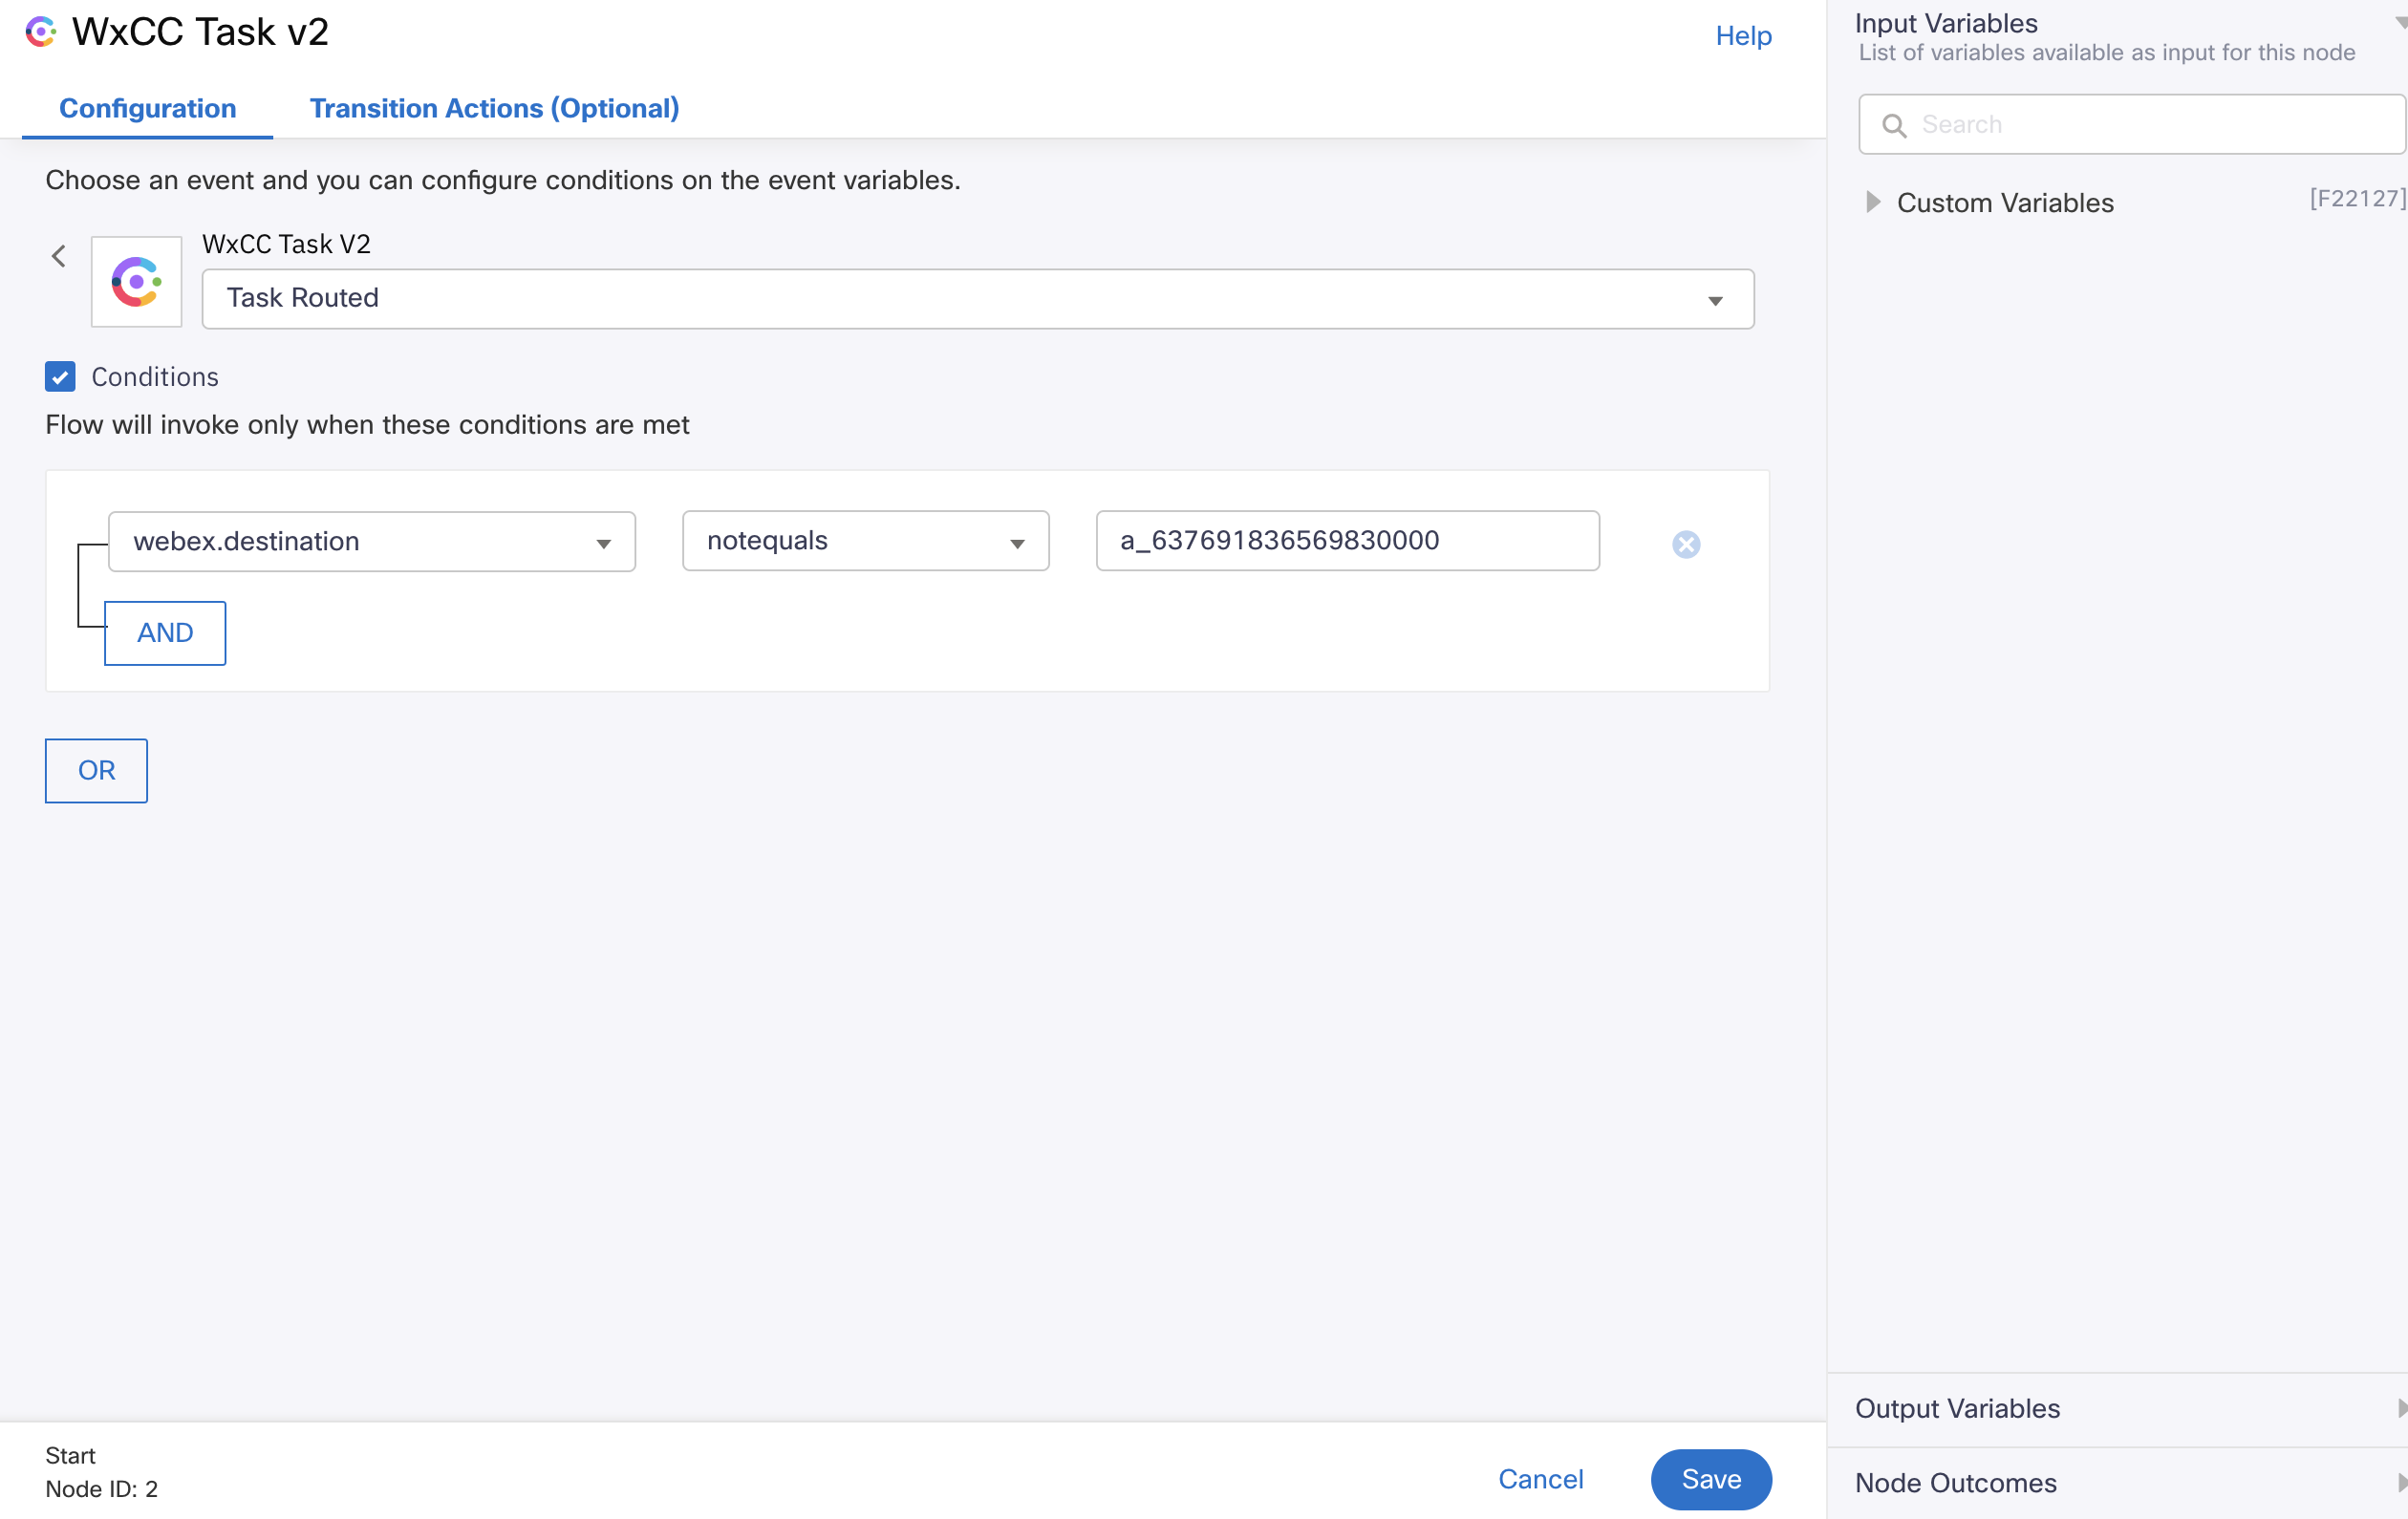 WxCC Task v2
Help
Configuration
Transition Actions (Optional)
Choose an event and you can configure conditions on the event variables.
WxCC Task V2
Task Routed
Conditions
Flow will invoke only when these conditions are met
webex.destination
notequals
a_637691836569830000
AND
OR
Start
Node ID: 2
Cancel
Save
Input Variables
List of variables available as input for this node
Search
Custom Variables
[F22127]
Output Variables
Node Outcomes